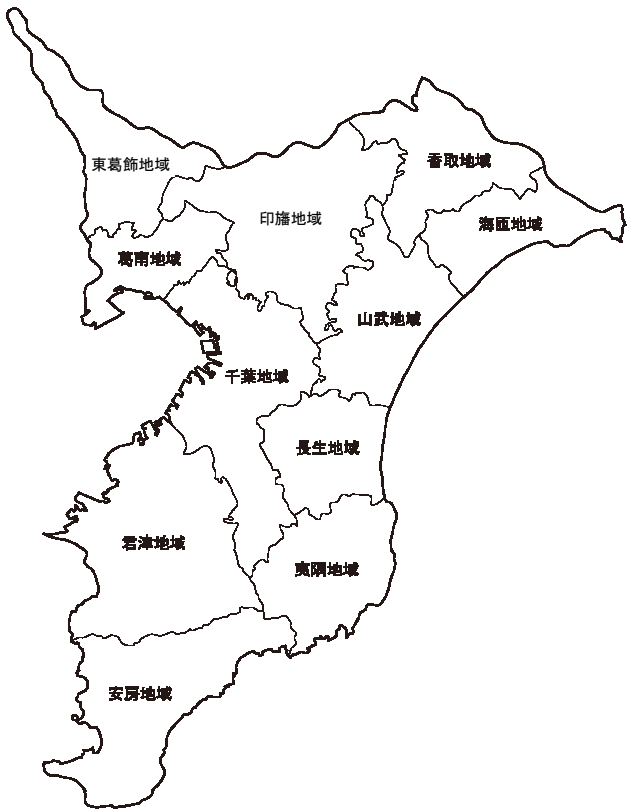 香取地域
東葛飾地域
印旛地域
海匝地域
葛南地域
山武地域
千葉地域
長生地域
君津地域
夷隅地域
安房地域